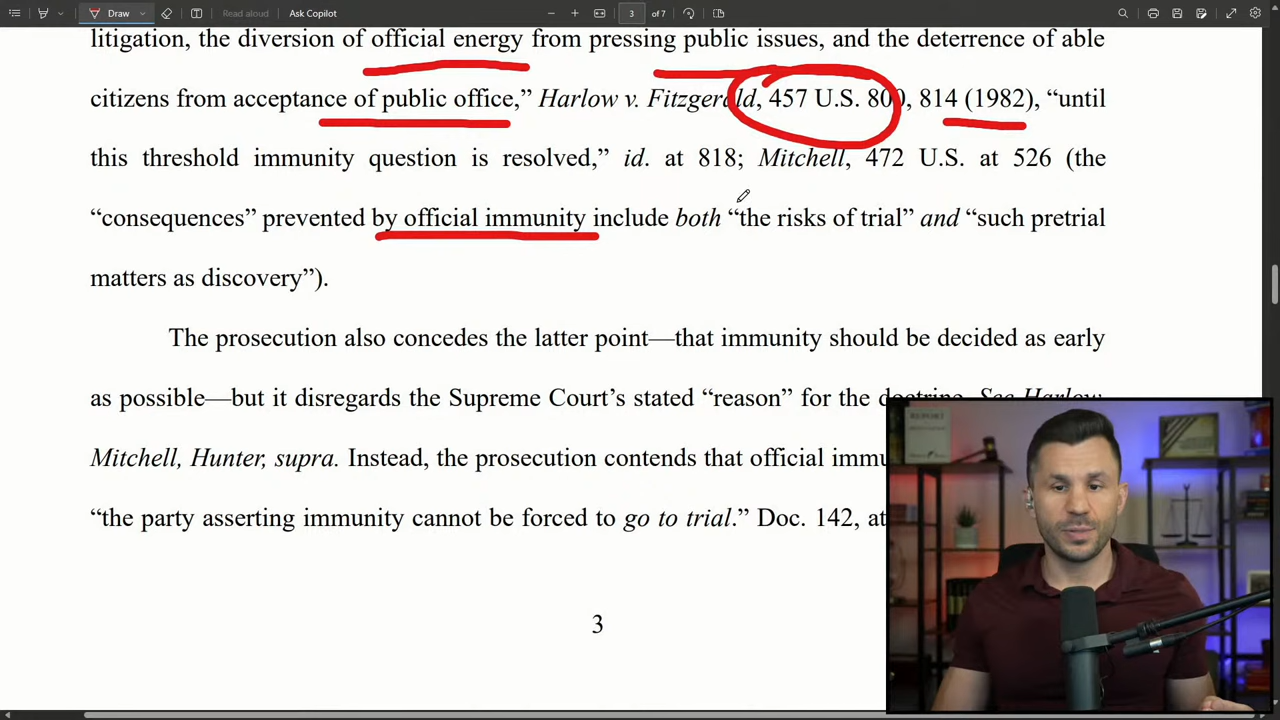 Draw
Read aloud
Ask Copilot
3 of 7
litigation, the diversion of official energy from pressing public issues, and the deterrence of able
citizens from acceptance of public office,” Harlow v. Fitzgerald, 457 U.S. 800, 814 (1982), “until
this threshold immunity question is resolved,” id. at 818; Mitchell, 472 U.S. at 526 (the
“consequences” prevented by official immunity include both “the risks of trial” and “such pretrial
matters as discovery”).
The prosecution also concedes the latter point—that immunity should be decided as early
as possible—but it disregards the Supreme Court’s stated “reason” for the doctrine. See Harlow,
Mitchell, Hunter, supra. Instead, the prosecution contends that official immu
“the party asserting immunity cannot be forced to go to trial.” Doc. 142, at
3
REPORT